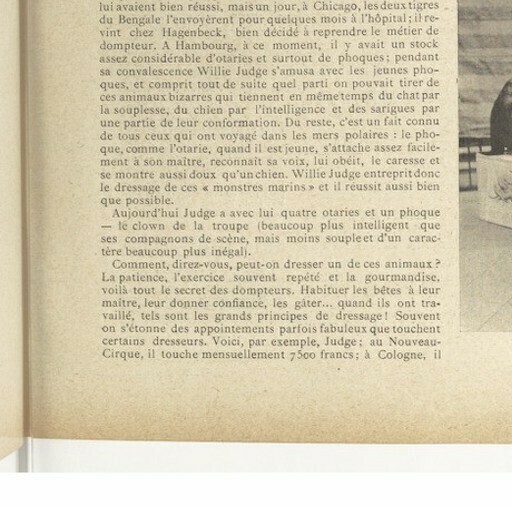 lui avaient bien réussi, mais un jour, à Chicago, les deux tigres
du Bengale l'envoyèrent pour quelques mois à l'hôpital; il re-
vint chez Hagenbeck, bien décidé à reprendre le métier de
dompteur. A Hambourg, à ce moment, il y avait un stock
assez considérable d'otaries et surtout de phoques; pendant
sa convalescence Willie Judge s'amusa avec les jeunes pho-
ques, et comprit tout de suite quel parti on pouvait tirer de
ces animaux bizarres qui tiennent en même temps du chat par
la souplesse, du chien par l'intelligence et des sarigues par
une partie de leur conformation. Du reste, c'est un fait connu
de tous ceux qui ont voyagé dans les mers polaires : le pho-
que, comme l'otarie, quand il est jeune, s'attache assez facile-
ment à son maître, reconnaît sa voix, lui obéit, le caresse et
se montre aussi doux qu'un chien. Willie Judge entreprit donc
le dressage de ces « monstres marins » et il réussit aussi bien
que possible.
Aujourd'hui Judge a avec lui quatre otaries et un phoque
— le clown de la troupe (beaucoup plus intelligent que
ses compagnons de scène, mais moins souple et d'un carac-
tère beaucoup plus inégal).
Comment, direz-vous, peut-on dresser un de ces animaux ?
La patience, l'exercice souvent repété et la gourmandise,
voilà tout le secret des dompteurs. Habituer les bêtes à leur
maître, leur donner confiance, les gâter... quand ils ont tra-
vaillé, tels sont les grands principes de dressage ! Souvent
on s'étonne des appointements parfois fabuleux que touchent
certains dresseurs. Voici, par exemple, Judge; au Nouveau-
Cirque, il touche mensuellement 7500 francs; à Cologne, il